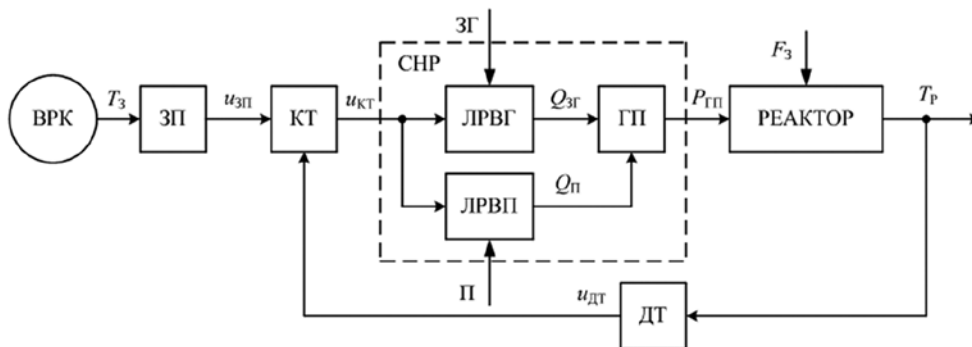 ЗГ
СНР
F_З
ВРК
T_З
ЗП
u_ЗП
КТ
u_КТ
ЛРВГ
Q_ЗГ
ГП
P_ГП
РЕАКТОР
T_Р
ЛРВП
Q_П
П
u_ДТ
ДТ